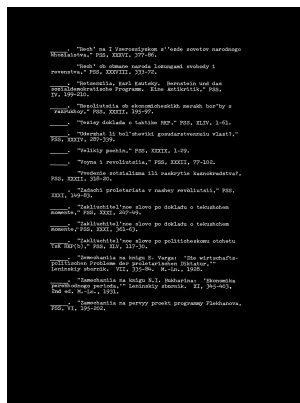 _____. "Rech' na I Vserossiyskom s''ezde sovetov narodnogo
khoziaistva," PSS, XXXVI, 377-86.
_____. "Rech' ob obmane naroda lozungami svobody i
ravenstva," PSS, XXXVIII, 333-72.
_____. "Retsenziia, Karl Kautsky. Bernstein und das
sozialdemokratische Programm. Eine Antikritik," PSS,
IV, 199-210.
_____. "Rezoliutsiia ob ekonomicheskikh merakh bor'by s
razrukhoy," PSS, XXXII, 195-97.
_____. "Tezisy doklada o taktike RKP." PSS, XLIV, 1-61.
_____. "Uderzhat li bol'sheviki gosudarstvennuiu vlast?,"
PSS, XXXIV, 287-339.
_____. "Velikiy pochin," PSS, XXXIX, 1-29.
_____. "Voyna i revoliutsiia," PSS, XXXII, 77-102.
"Vvedenie sotsializma ili raskrytie kaznokradstva?,
PSS, XXXII, 318-20.
_____. "Zadachi proletariata v nashey revoliutsii," PSS,
XXXI, 149-83.
_____. "Zakliuchitel'noe slovo po dokladu o tekushchem
momente," PSS, XXXI, 247-49.
_____. "Zakliuchitel'noe slovo po dokladu o tekushchem
momente," PSS, XXXI, 361-63.
_____. "Zakliuchitel'noe slovo po politicheskomu otchetu
TsK RKP(b)," PSS, XLV, 117-30.
_____. "Zamechaniia na knigu E. Varga: 'Die wirtschafts-
politischen Probleme der proletarischen Diktatur,'"
Leninskiy sbornik. VII, 335-84. M.-Ln., 1928.
_____. "Zamechaniia na knigu N.I. Bukharina: 'Ekonomika
perekhodnogo perioda,'" Leninskiy sbornik. XI, 345-403,
2nd ed. M.-Ln., 1931.
_____. "Zamechaniia na pervyy proekt programmy Plekhanova,
PSS, VI, 195-202.